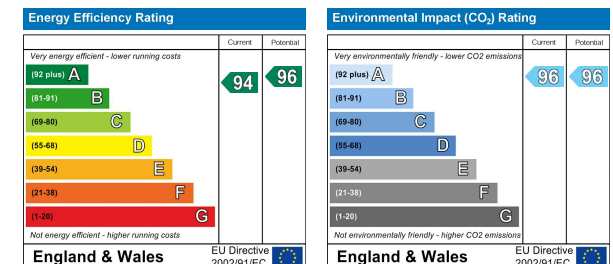 Energy Efficiency Rating
Current Potential
Very energy efficient - lower running costs
(92 plus) A
(81-91) B
(69-80) C
(55-68) D
(39-54) E
(21-38) F
(1-20) G
94 96
Not energy efficient - higher running costs
England & Wales
EU Directive
2002/91/EC
Environmental Impact (CO₂) Rating
Current Potential
Very environmentally friendly - lower CO2 emissions
(92 plus) A
(81-91) B
(69-80) C
(55-68) D
(39-54) E
(21-38) F
(1-20) G
96 96
Not environmentally friendly - higher CO2 emissions
England & Wales
EU Directive
2002/91/EC